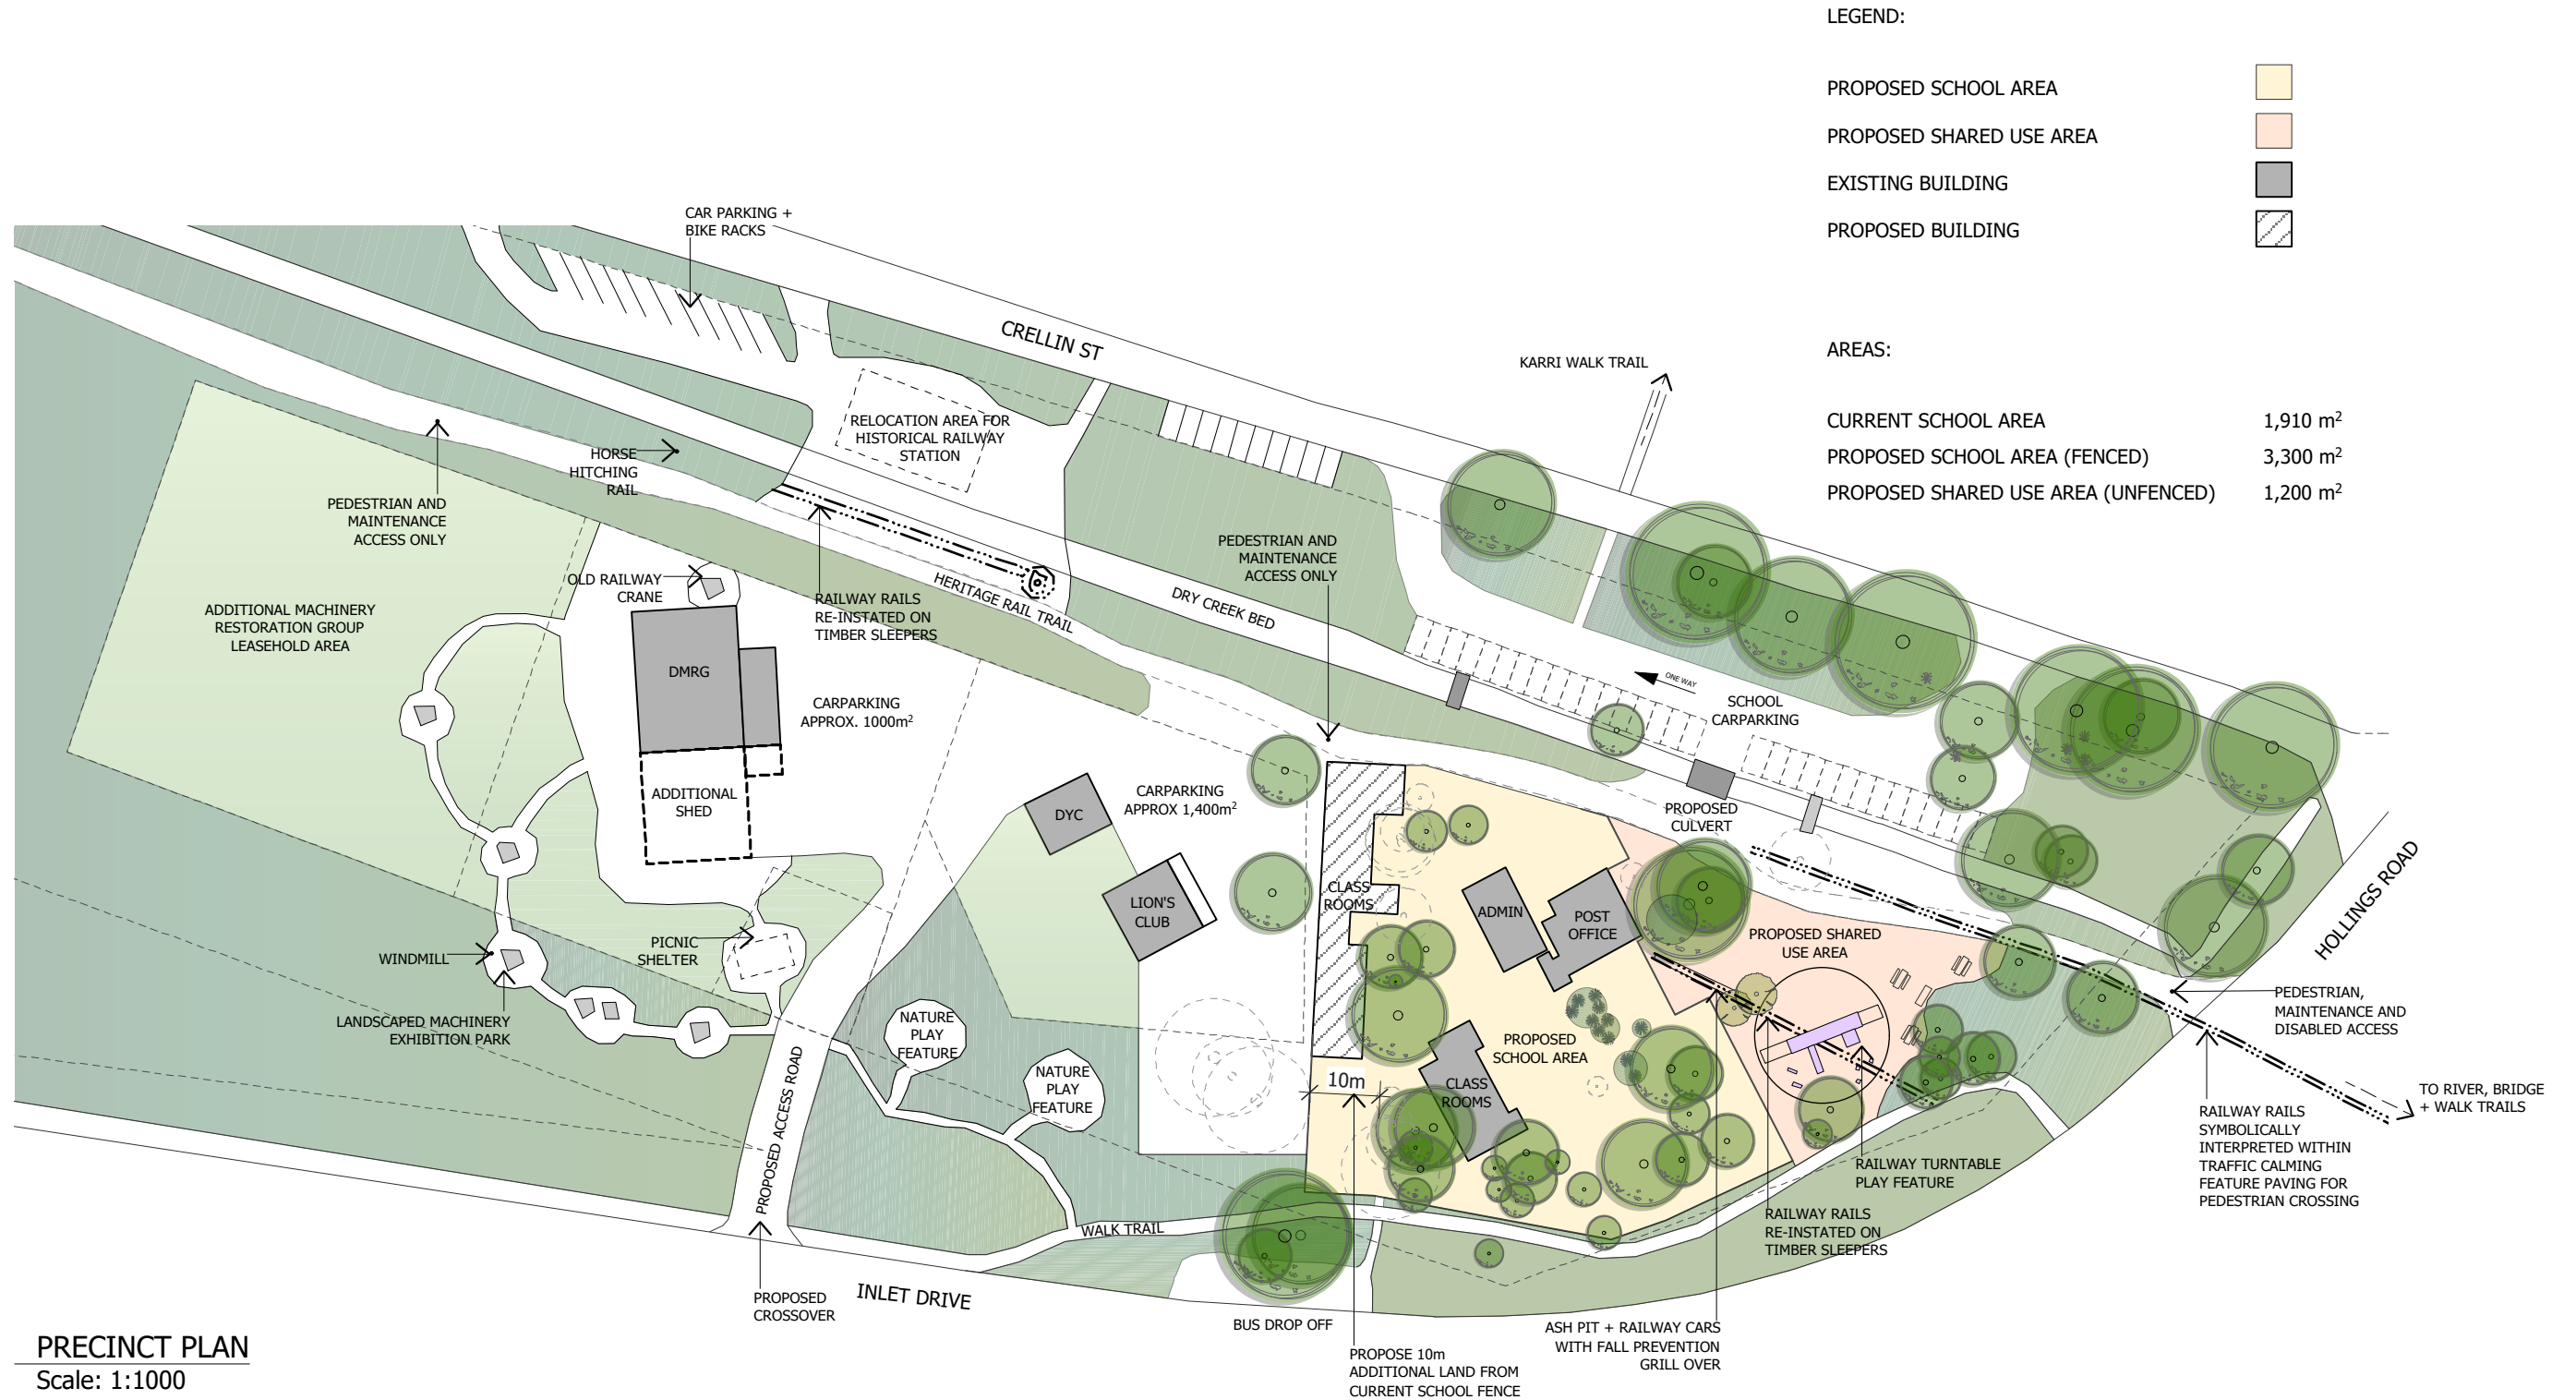 LEGEND:
PROPOSED SCHOOL AREA
PROPOSED SHARED USE AREA
EXISTING BUILDING
PROPOSED BUILDING
AREAS:
CURRENT SCHOOL AREA 1,910 m²
PROPOSED SCHOOL AREA (FENCED) 3,300 m²
PROPOSED SHARED USE AREA (UNFENCED) 1,200 m²
CAR PARKING +
BIKE RACKS
CRELLIN ST
KARRI WALK TRAIL
RELOCATION AREA FOR
HISTORICAL RAILWAY
STATION
HORSE
HITCHING
RAIL
PEDESTRIAN AND
MAINTENANCE
ACCESS ONLY
PEDESTRIAN AND
MAINTENANCE
ACCESS ONLY
OLD RAILWAY
CRANE
RAILWAY RAILS
RE-INSTATED ON
TIMBER SLEEPERS
HERITAGE RAIL TRAIL
DRY CREEK BED
ADDITIONAL MACHINERY
RESTORATION GROUP
LEASEHOLD AREA
DMRG
CARPARKING
APPROX. 1000m²
ONE WAY
SCHOOL
CARPARKING
ADDITIONAL
SHED
DYC
CARPARKING
APPROX 1,400m²
PROPOSED
CULVERT
HOLLINGS ROAD
LION'S
CLUB
CLASS
ROOMS
ADMIN
POST
OFFICE
PROPOSED SHARED
USE AREA
WINDMILL
PICNIC
SHELTER
LANDSCAPED MACHINERY
EXHIBITION PARK
NATURE
PLAY
FEATURE
NATURE
PLAY
FEATURE
PROPOSED
SCHOOL AREA
10m
CLASS
ROOMS
PEDESTRIAN,
MAINTENANCE AND
DISABLED ACCESS
TO RIVER, BRIDGE
+ WALK TRAILS
RAILWAY RAILS
SYMBOLICALLY
INTERPRETED WITHIN
TRAFFIC CALMING
FEATURE PAVING FOR
PEDESTRIAN CROSSING
RAILWAY TURNTABLE
PLAY FEATURE
RAILWAY RAILS
RE-INSTATED ON
TIMBER SLEEPERS
PROPOSED ACCESS ROAD
WALK TRAIL
PROPOSED
CROSSOVER
INLET DRIVE
BUS DROP OFF
PROPOSE 10m
ADDITIONAL LAND FROM
CURRENT SCHOOL FENCE
ASH PIT + RAILWAY CARS
WITH FALL PREVENTION
GRILL OVER
PRECINCT PLAN
Scale: 1:1000